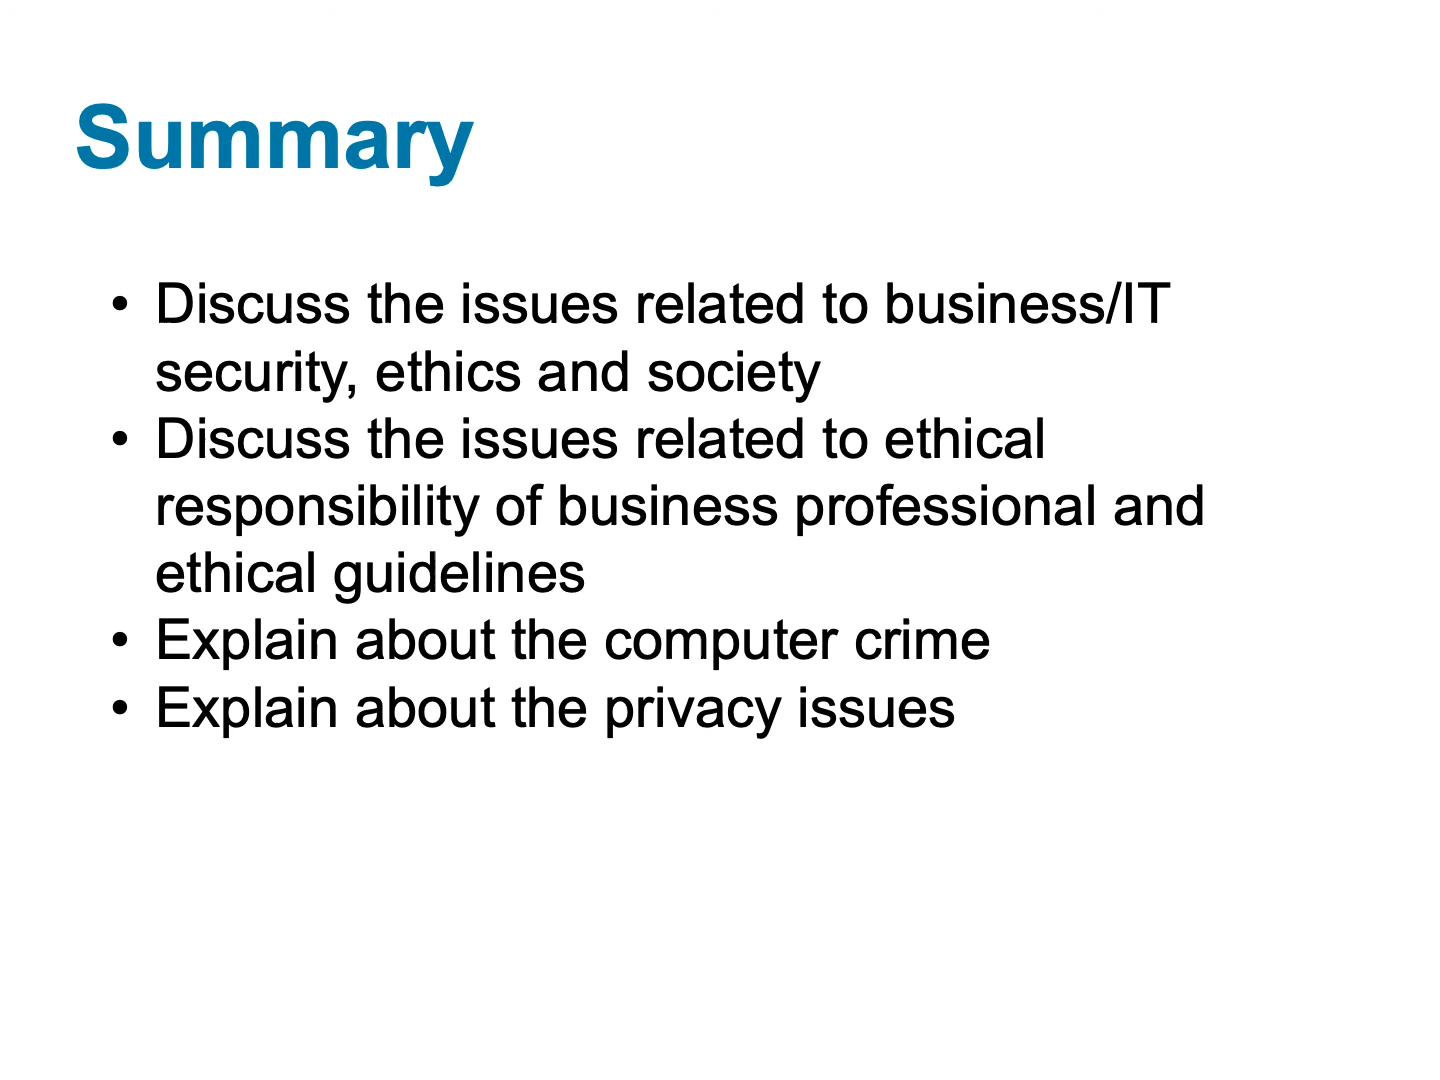 Summary
• Discuss the issues related to business/IT
security, ethics and society
• Discuss the issues related to ethical
responsibility of business professional and
ethical guidelines
• Explain about the computer crime
• Explain about the privacy issues